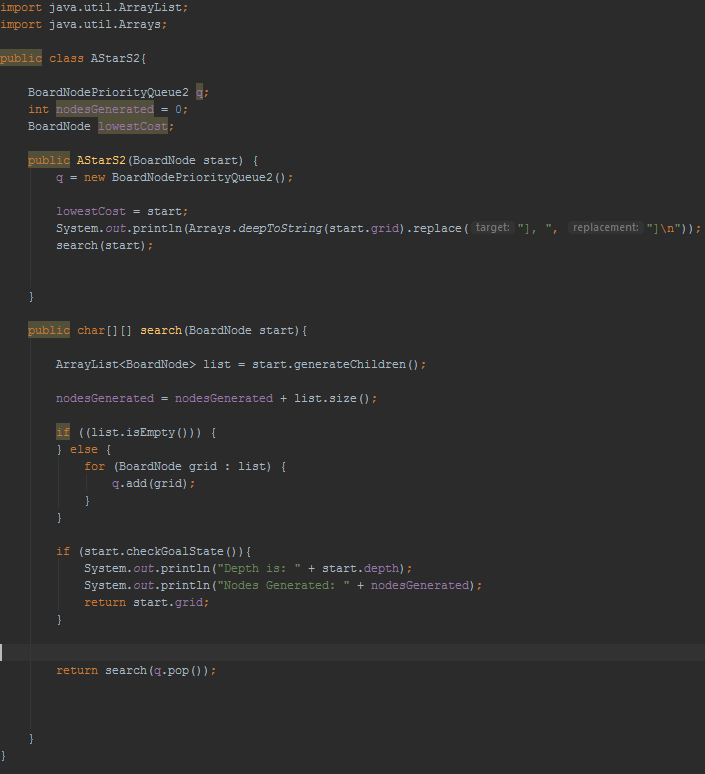 import java.util.ArrayList;
import java.util.Arrays;
public class AStarS2{
BoardNodePriorityQueue2 q;
int nodesGenerated = 0;
BoardNode lowestCost;
public AStarS2(BoardNode start) {
q = new BoardNodePriorityQueue2();
lowestCost = start;
System.out.println(Arrays.deepToString(start.grid).replace( target: "], ", replacement: "]\n"));
search(start);
}
public char[][] search(BoardNode start){
ArrayList<BoardNode> list = start.generateChildren();
nodesGenerated = nodesGenerated + list.size();
if ((list.isEmpty())) {
} else {
for (BoardNode grid : list) {
q.add(grid);
}
}
if (start.checkGoalState()){
System.out.println("Depth is: " + start.depth);
System.out.println("Nodes Generated: " + nodesGenerated);
return start.grid;
}
return search(q.pop());
}
}